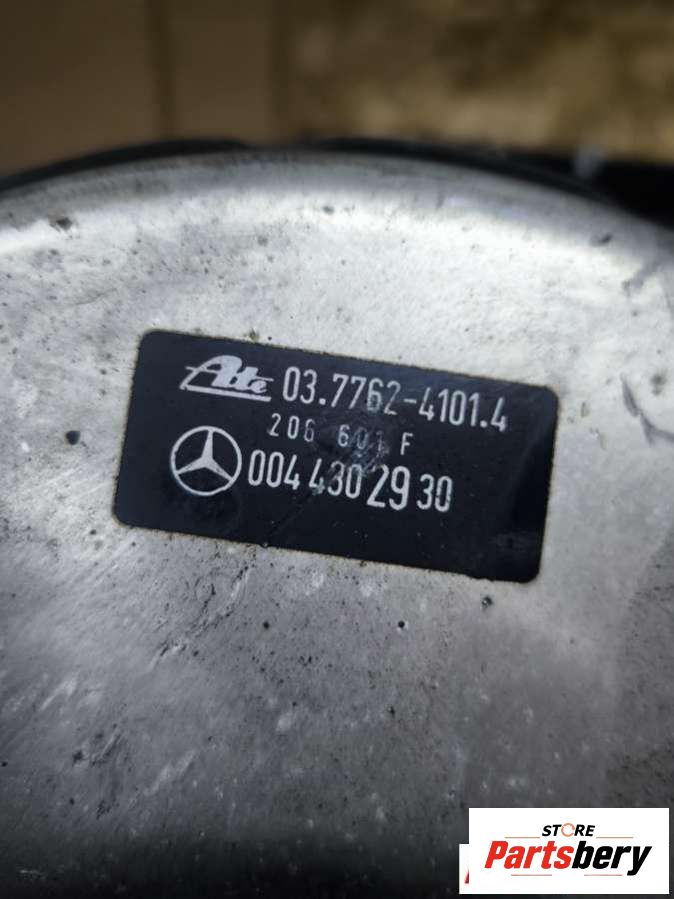 Ate 03.7762-4101.4
206 601 F
004 430 29 30
STORE
Partsbery